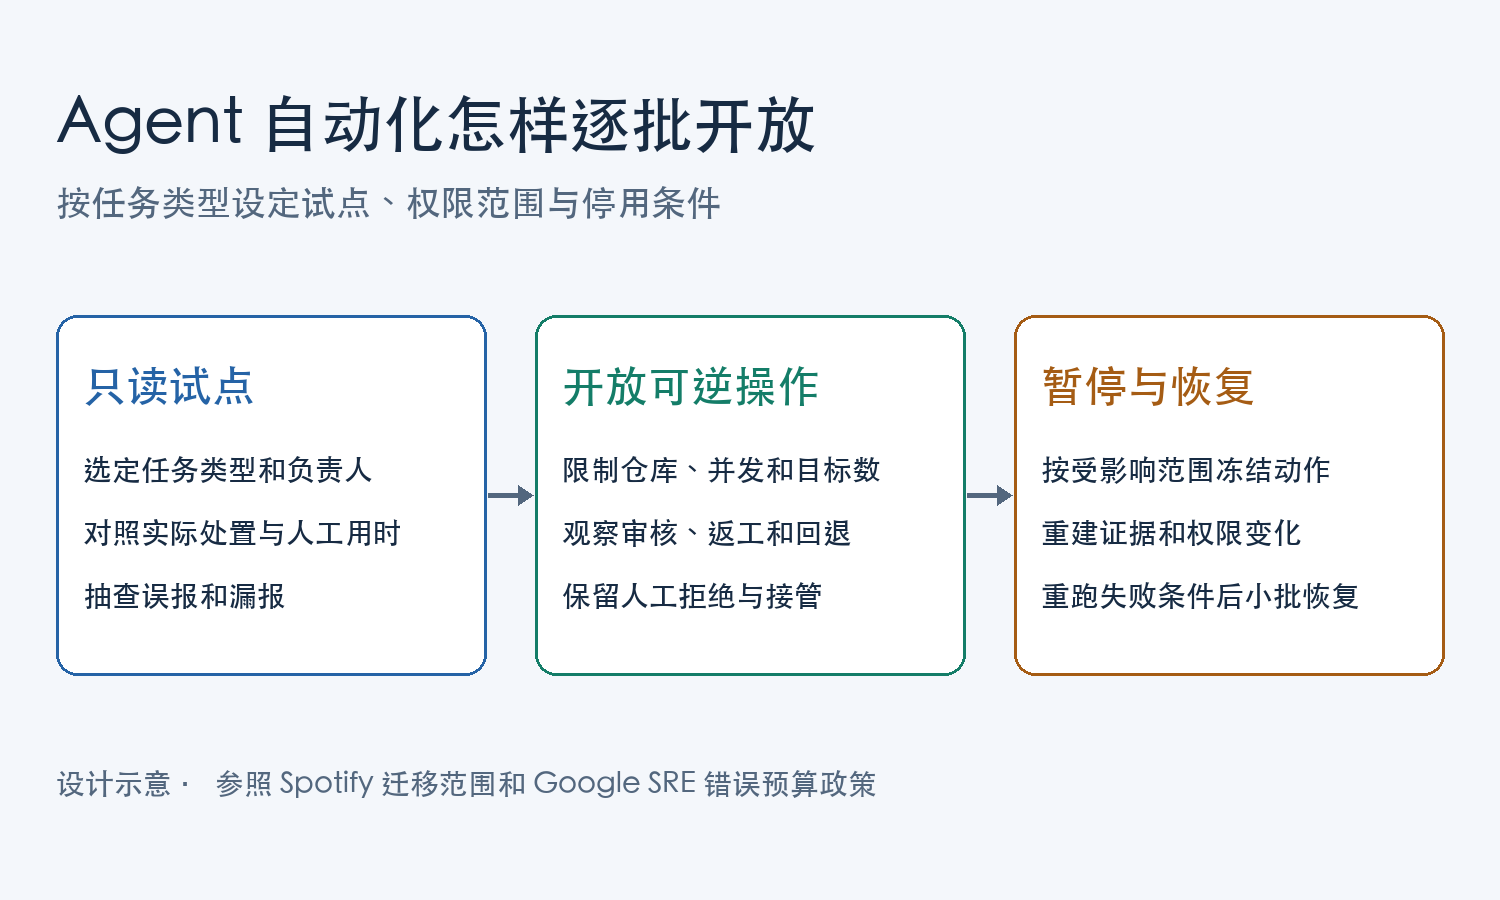 Agent 自动化怎样逐批开放
按任务类型设定试点、权限范围与停用条件
只读试点
选定任务类型和负责人
对照实际处置与人工用时
抽查误报和漏报
开放可逆操作
限制仓库、并发和目标数
观察审核、返工和回退
保留人工拒绝与接管
暂停与恢复
按受影响范围冻结动作
重建证据和权限变化
重跑失败条件后小批恢复
设计示意 · 参照 Spotify 迁移范围和 Google SRE 错误预算政策